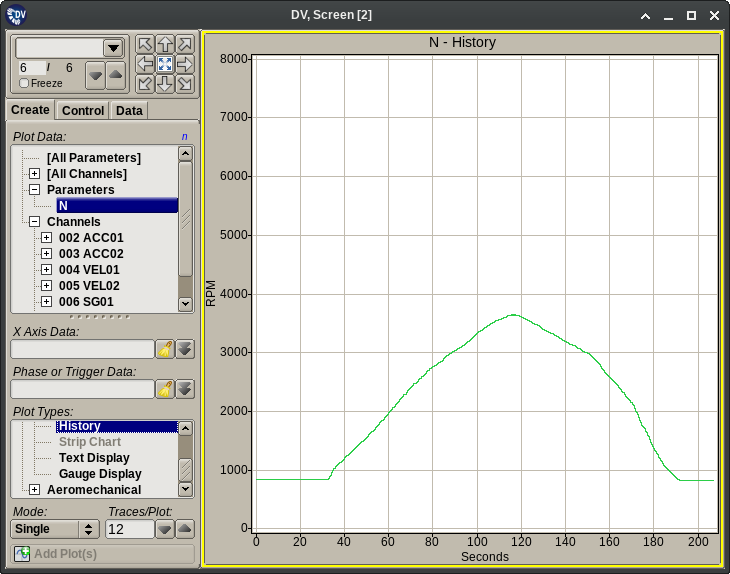 DV, Screen [2]
DV
6 / 6
Freeze
Create Control Data
Plot Data: n
[All Parameters]
[All Channels]
Parameters
N
Channels
002 ACC01
003 ACC02
004 VEL01
005 VEL02
006 SG01
X Axis Data:
Phase or Trigger Data:
Plot Types:
History
Strip Chart
Text Display
Gauge Display
Aeromechanical
Mode: Traces/Plot:
Single 12
Add Plot(s)
N - History
8000
7000
6000
5000
4000
3000
2000
1000
0
RPM
0 20 40 60 80 100 120 140 160 180 200
Seconds